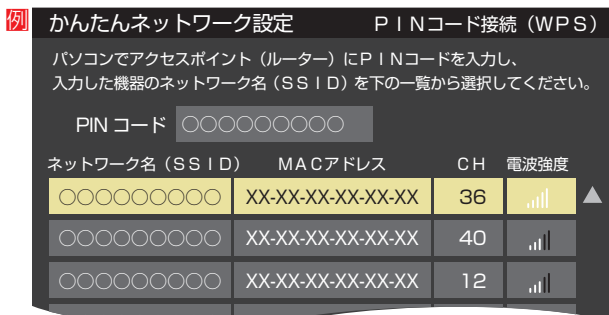 例 かんたんネットワーク設定 PINコード接続(WPS)
パソコンでアクセスポイント(ルーター)にPINコードを入力し、
入力した機器のネットワーク名(SSID)を下の一覧から選択してください。
PINコード ○○○○○○○○○
ネットワーク名(SSID) MACアドレス CH 電波強度
○○○○○○○○○ XX-XX-XX-XX-XX-XX 36
○○○○○○○○○ XX-XX-XX-XX-XX-XX 40
○○○○○○○○○ XX-XX-XX-XX-XX-XX 12